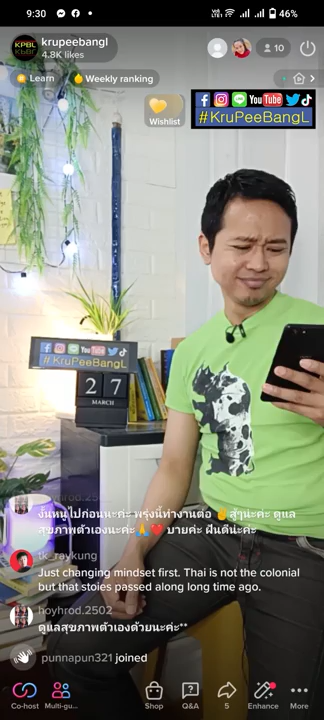 9:30
46%
KPBL
krupeebangl
4.8K likes
10
Learn
Weekly ranking
Wishlist
YouTube
#KruPeeBangL
YouTube
#KruPeeBangL
27
MARCH
งั้นหนูไปก่อนนะค่ะ พรุ่งนี้ทำงานต่อ ✌️สู้ๆนะค่ะ ดูแล
สุขภาพตัวเองนะค่ะ🙏❤️ บายค่ะ ฝันดีน่ะค่ะ
tk_raykung
Just changing mindset first. Thai is not the colonial
but that stoies passed along long time ago.
hoyhrod.2502
ดูแลสุขภาพตัวเองด้วยนะค่ะ**
punnapun321 joined
Co-host
Multi-gu...
Shop
Q&A
5
Enhance
More